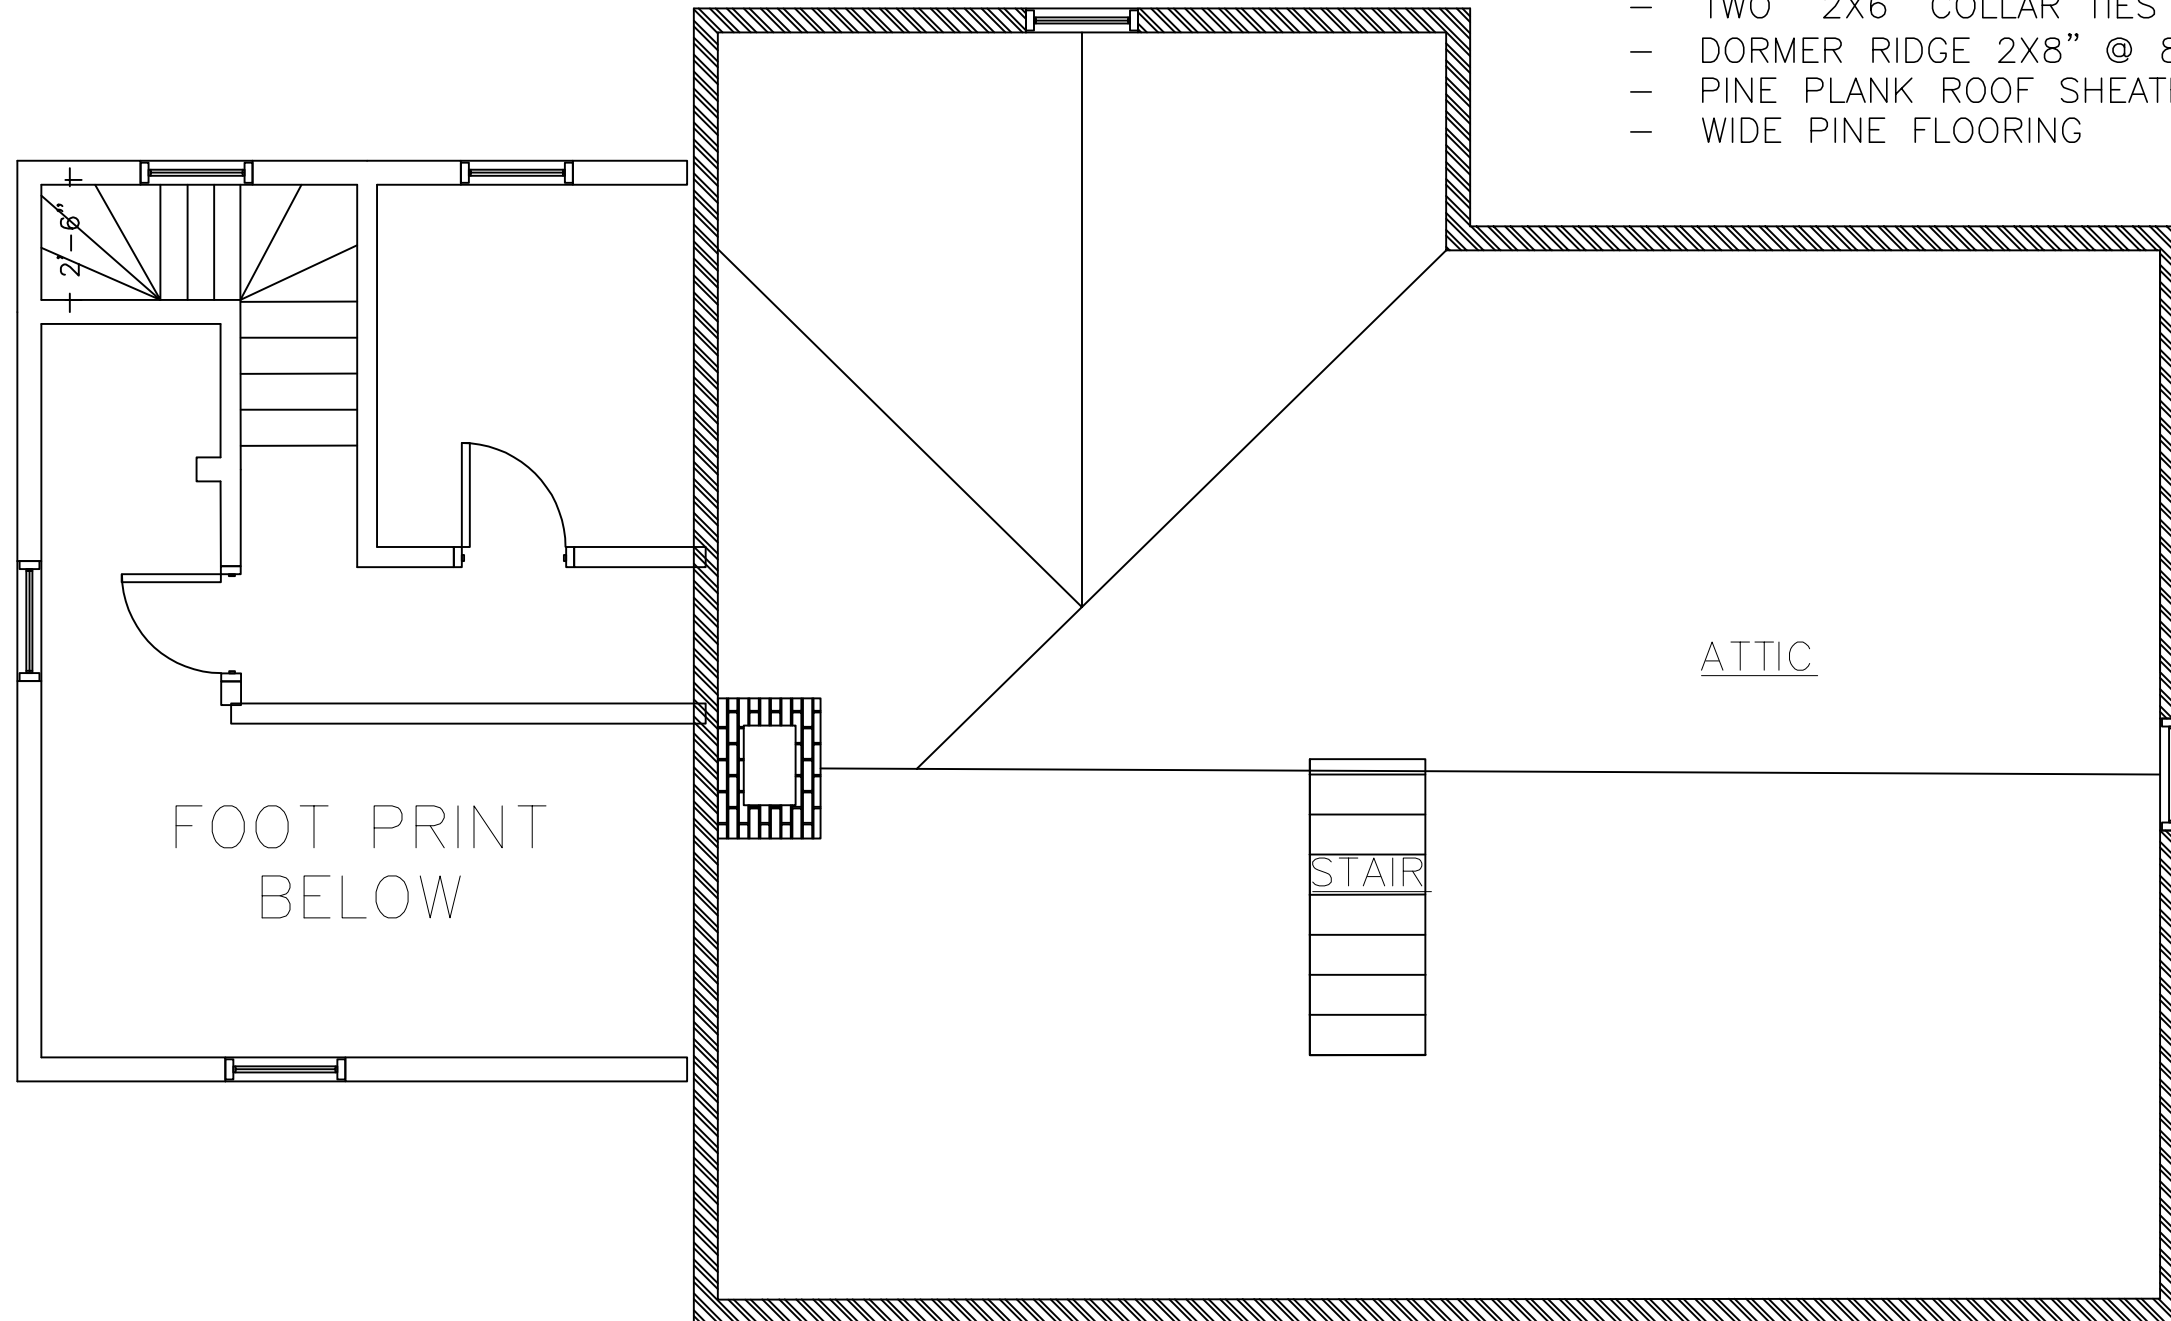 – TWO 2X6 COLLAR TIES
– DORMER RIDGE 2X8" @ 8
– PINE PLANK ROOF
– WIDE PINE FLOORING
2'-6"
ATTIC
STAIR
FOOT PRINT
BELOW